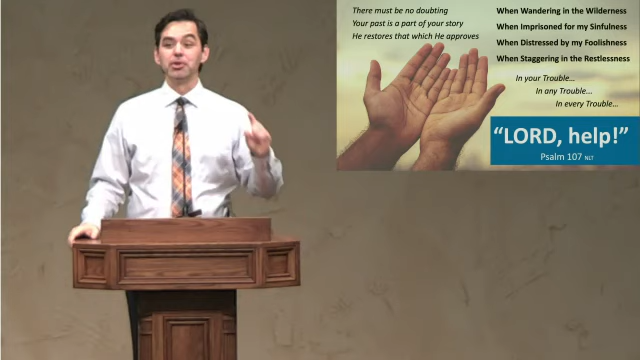 There must be no doubting
Your past is a part of your story
He restores that which He approves
When Wandering in the Wilderness
When Imprisoned for my Sinfulness
When Distressed by my Foolishness
When Staggering in the Restlessness
In your Trouble...
In any Trouble...
In every Trouble...
“LORD, help!”
Psalm 107 NLT